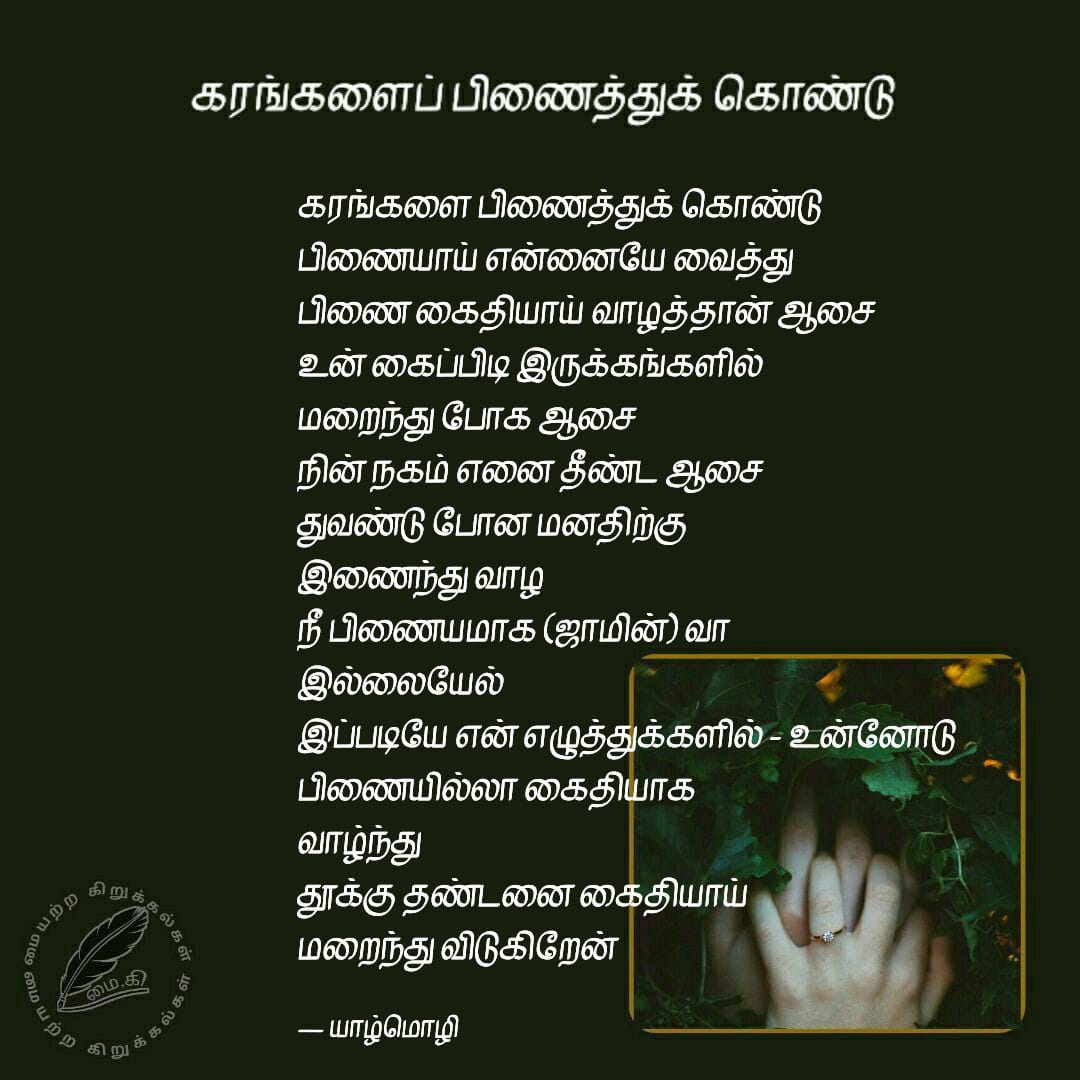 கரங்களைப் பிணைத்துக் கொண்டு
கரங்களை பிணைத்துக் கொண்டு
பிணையாய் என்னையே வைத்து
பிணை கைதியாய் வாழத்தான் ஆசை
உன் கைப்பிடி இருக்கங்களில்
மறைந்து போக ஆசை
நின் நகம் எனை தீண்ட ஆசை
துவண்டு போன மனதிற்கு
இணைந்து வாழ
நீ பிணையமாக (ஜாமின்) வா
இல்லையேல்
இப்படியே என் எழுத்துக்களில் - உன்னோடு
பிணையில்லா கைதியாக
வாழ்ந்து
தூக்கு தண்டனை கைதியாய்
மறைந்து விடுகிறேன்
— யாழ்மொழி
மையற்ற கிறுக்கல்கள்
மை.கி
மையற்ற கிறுக்கல்கள்